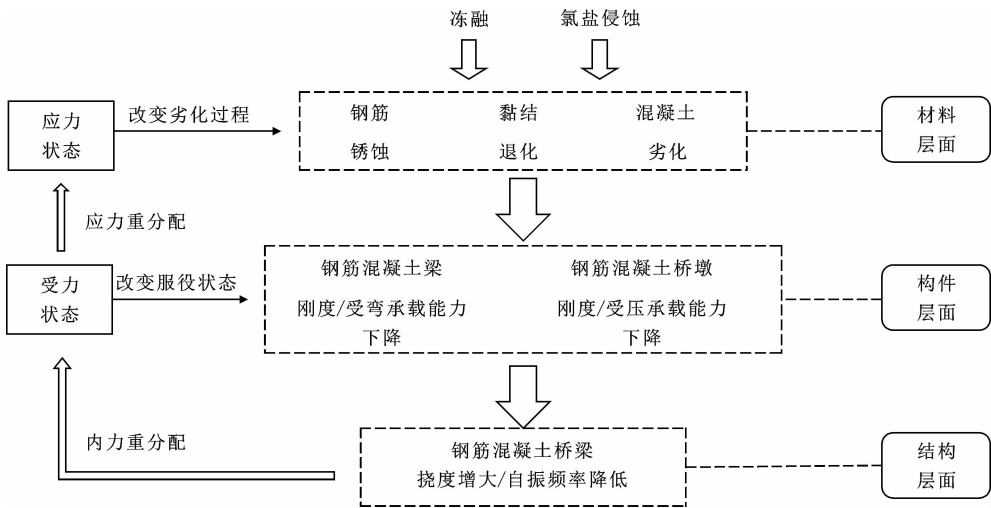 冻融
氯盐侵蚀
应力
状态
改变劣化过程
钢筋
锈蚀
黏结
退化
混凝土
劣化
材料
层面
应力重分配
受力
状态
改变服役状态
钢筋混凝土梁
刚度/受弯承载能力
下降
钢筋混凝土桥墩
刚度/受压承载能力
下降
构件
层面
内力重分配
钢筋混凝土桥梁
挠度增大/自振频率降低
结构
层面